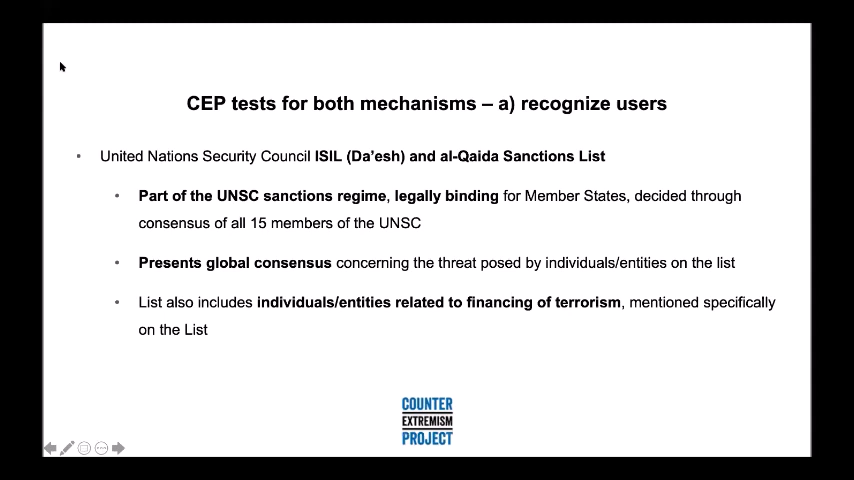 CEP tests for both mechanisms – a) recognize users
• United Nations Security Council ISIL (Da'esh) and al-Qaida Sanctions List
• Part of the UNSC sanctions regime, legally binding for Member States, decided through
consensus of all 15 members of the UNSC
• Presents global consensus concerning the threat posed by individuals/entities on the list
• List also includes individuals/entities related to financing of terrorism, mentioned specifically
on the List
COUNTER
EXTREMISM
PROJECT